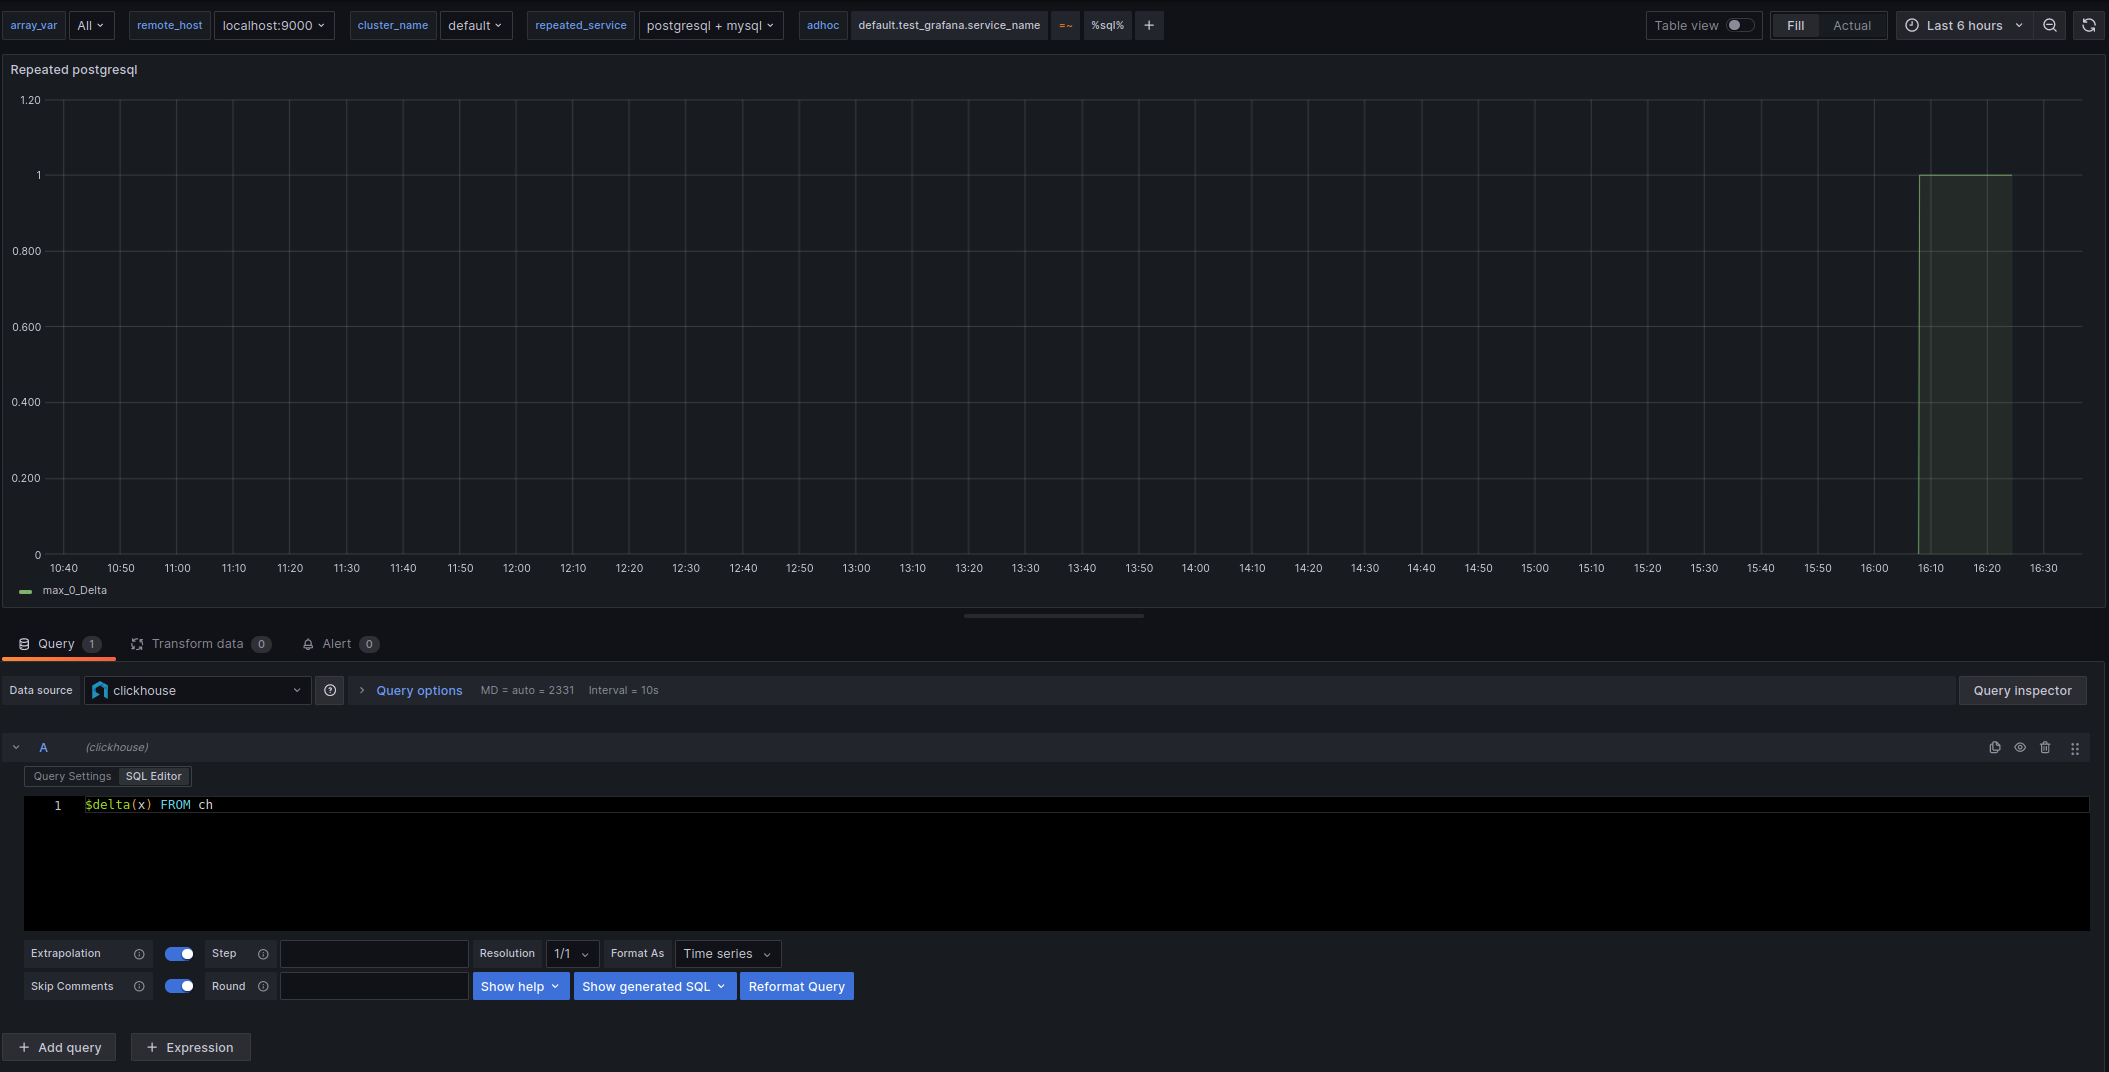 array_var All remote_host localhost:9000 cluster_name default repeated_service postgresql + mysql adhoc default.test_grafana.service_name =~ %sql% + Table view Fill Actual Last 6 hours
Repeated postgresql
1.20
1
0.800
0.600
0.400
0.200
0
10:40 10:50 11:00 11:10 11:20 11:30 11:40 11:50 12:00 12:10 12:20 12:30 12:40 12:50 13:00 13:10 13:20 13:30 13:40 13:50 14:00 14:10 14:20 14:30 14:40 14:50 15:00 15:10 15:20 15:30 15:40 15:50 16:00 16:10 16:20 16:30
max_0_Delta
Query 1 Transform data 0 Alert 0
Data source clickhouse Query options MD = auto = 2331 Interval = 10s Query inspector
A (clickhouse)
Query Settings SQL Editor
1 $delta(x) FROM ch
Extrapolation Step Resolution 1/1 Format As Time series
Skip Comments Round Show help Show generated SQL Reformat Query
+ Add query + Expression